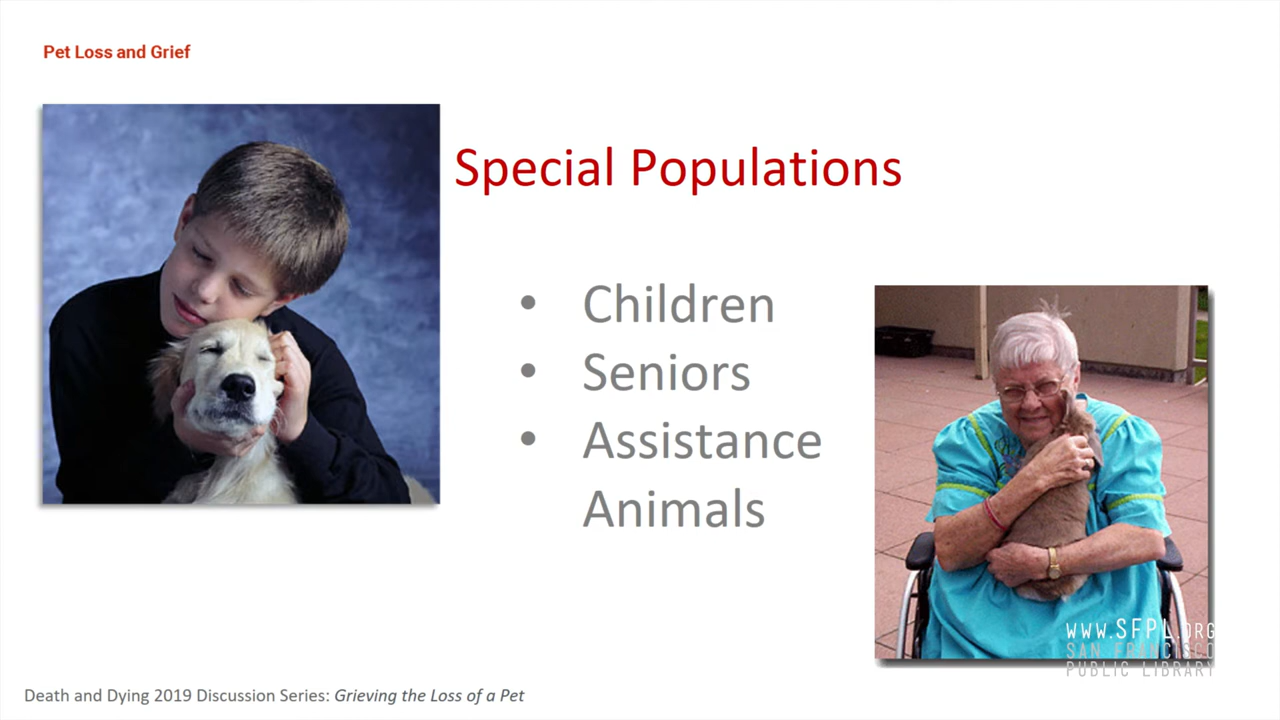 Pet Loss and Grief
Special Populations
• Children
• Seniors
• Assistance
Animals
www.SFPL.ORG
SAN FRANCISCO
PUBLIC LIBRARY
Death and Dying 2019 Discussion Series: Grieving the Loss of a Pet